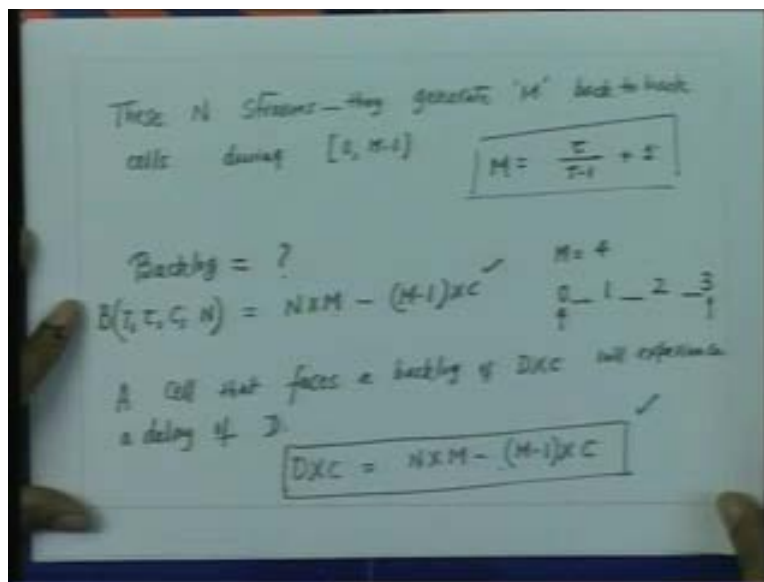 These N Streams — they generate 'M' back to back
cells during [0, M-1]
M = τ/(T-1) + 1
Backlog = ?
M = 4
B(T, τ, C, N) = N×M − (M-1)×C ✓
0 _ 1 _ 2 _ 3
A cell that faces a backlog of D×C will experience
a delay of D.
D×C = N×M − (M-1)×C ✓